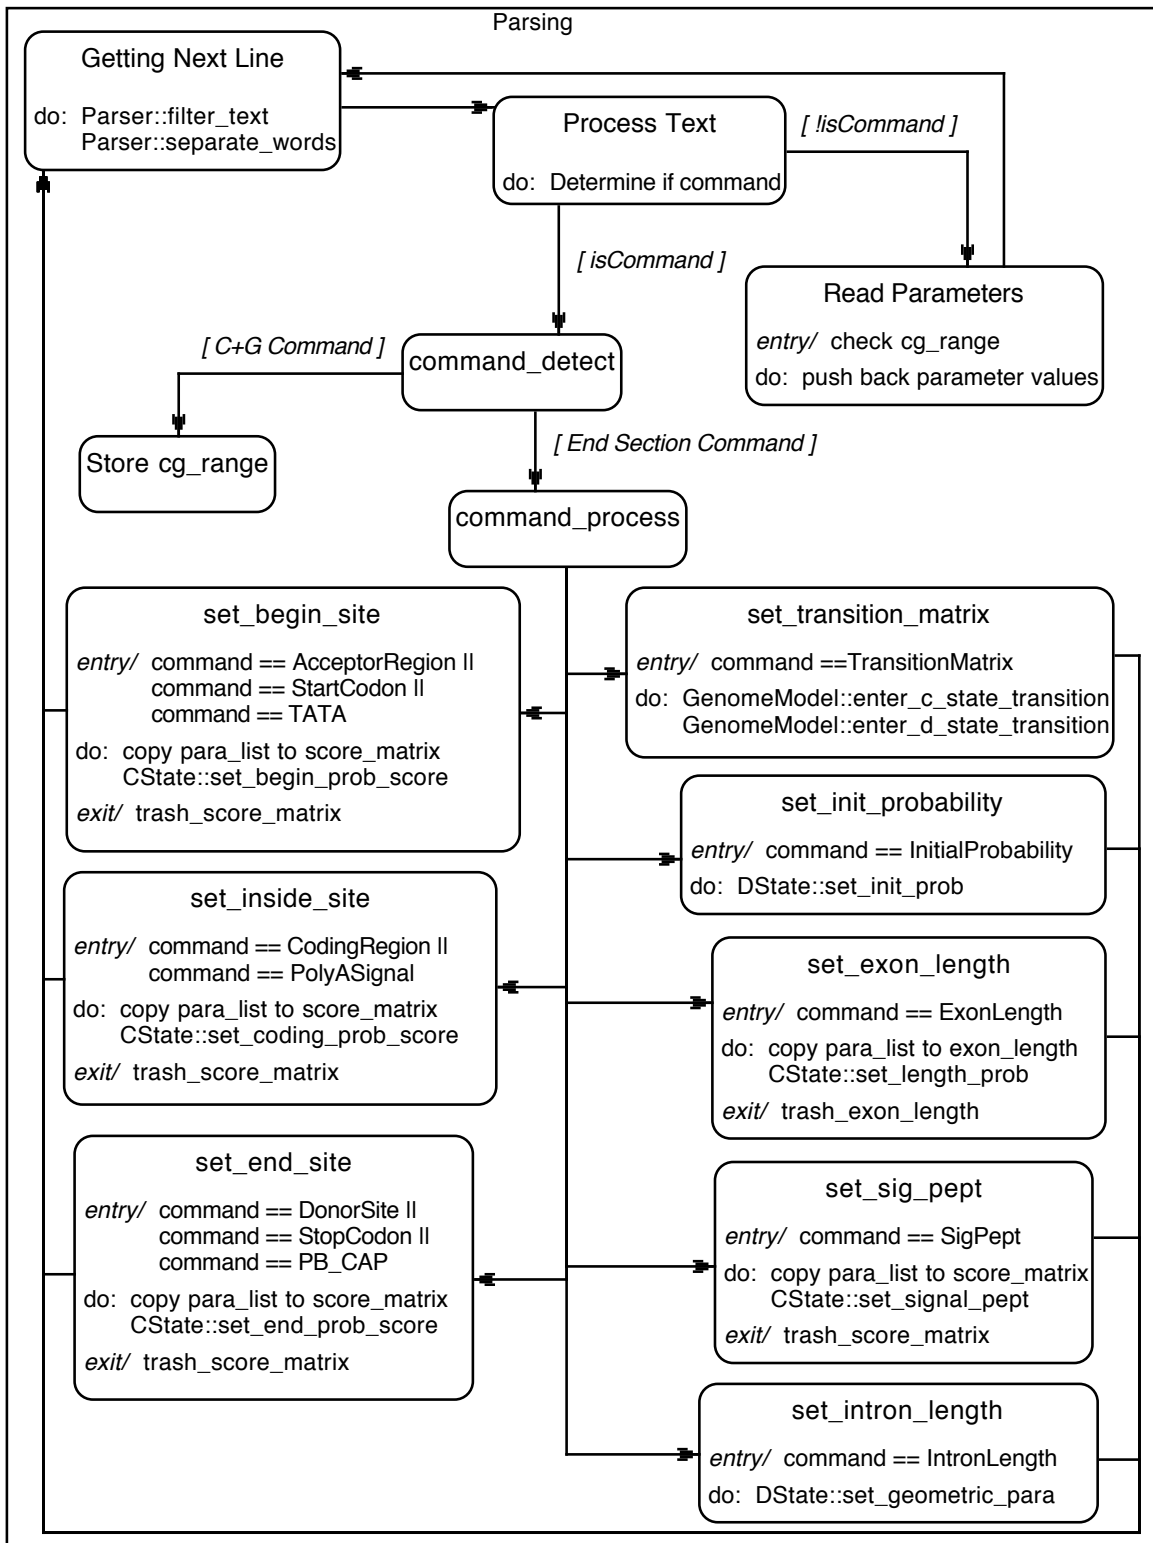 Parsing
Getting Next Line
do: Parser::filter_text
Parser::separate_words
Process Text
do: Determine if command
[ !isCommand ]
[ isCommand ]
Read Parameters
entry/ check cg_range
do: push back parameter values
[ C+G Command ]
command_detect
Store cg_range
[ End Section Command ]
command_process
set_begin_site
entry/ command == AcceptorRegion ||
command == StartCodon ||
command == TATA
do: copy para_list to score_matrix
CState::set_begin_prob_score
exit/ trash_score_matrix
set_transition_matrix
entry/ command ==TransitionMatrix
do: GenomeModel::enter_c_state_transition
GenomeModel::enter_d_state_transition
set_init_probability
entry/ command == InitialProbability
do: DState::set_init_prob
set_inside_site
entry/ command == CodingRegion ||
command == PolyASignal
do: copy para_list to score_matrix
CState::set_coding_prob_score
exit/ trash_score_matrix
set_exon_length
entry/ command == ExonLength
do: copy para_list to exon_length
CState::set_length_prob
exit/ trash_exon_length
set_end_site
entry/ command == DonorSite ||
command == StopCodon ||
command == PB_CAP
do: copy para_list to score_matrix
CState::set_end_prob_score
exit/ trash_score_matrix
set_sig_pept
entry/ command == SigPept
do: copy para_list to score_matrix
CState::set_signal_pept
exit/ trash_score_matrix
set_intron_length
entry/ command == IntronLength
do: DState::set_geometric_para